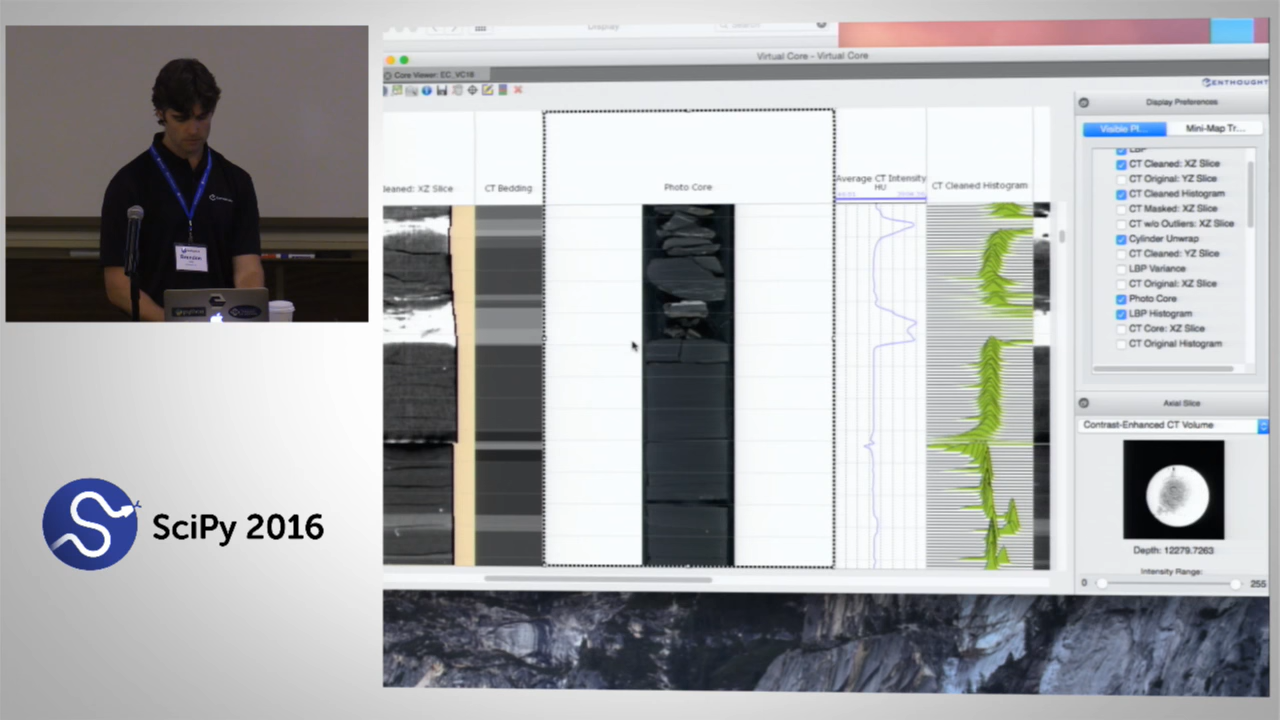 Display
Search
Virtual Core - Virtual Core
Core Viewer: EC_VC18
ENTHOUGHT
Display Preferences
Visible Pl...
Mini-Map Tr...
LBP
CT Cleaned: XZ Slice
CT Original: YZ Slice
CT Cleaned Histogram
CT Masked: XZ Slice
CT w/o Outliers: XZ Slice
Cylinder Unwrap
CT Cleaned: YZ Slice
LBP Variance
CT Original: XZ Slice
Photo Core
LBP Histogram
CT Core: XZ Slice
CT Original Histogram
leaned: XZ Slice
CT Bedding
Photo Core
Average CT Intensity
HU
CT Cleaned Histogram
Axial Slice
Contrast-Enhanced CT Volume
Depth: 12279.7263
Intensity Range:
0
255
SciPy 2016